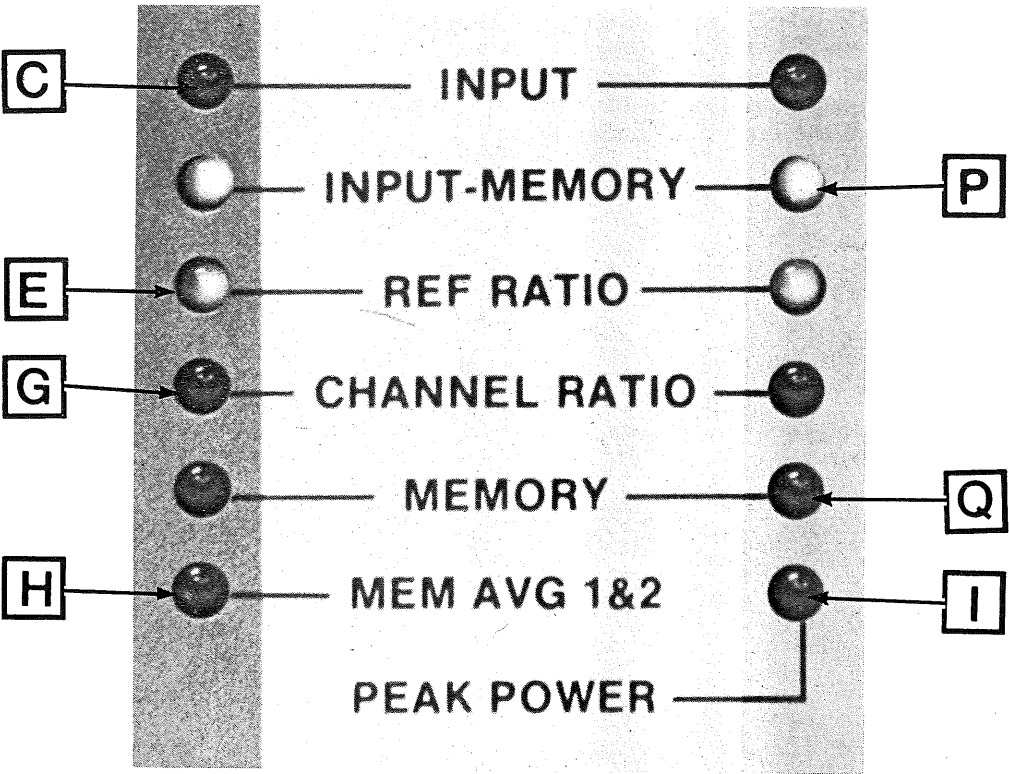 C INPUT
INPUT-MEMORY P
E REF RATIO
G CHANNEL RATIO
MEMORY Q
H MEM AVG 1&2 I
PEAK POWER